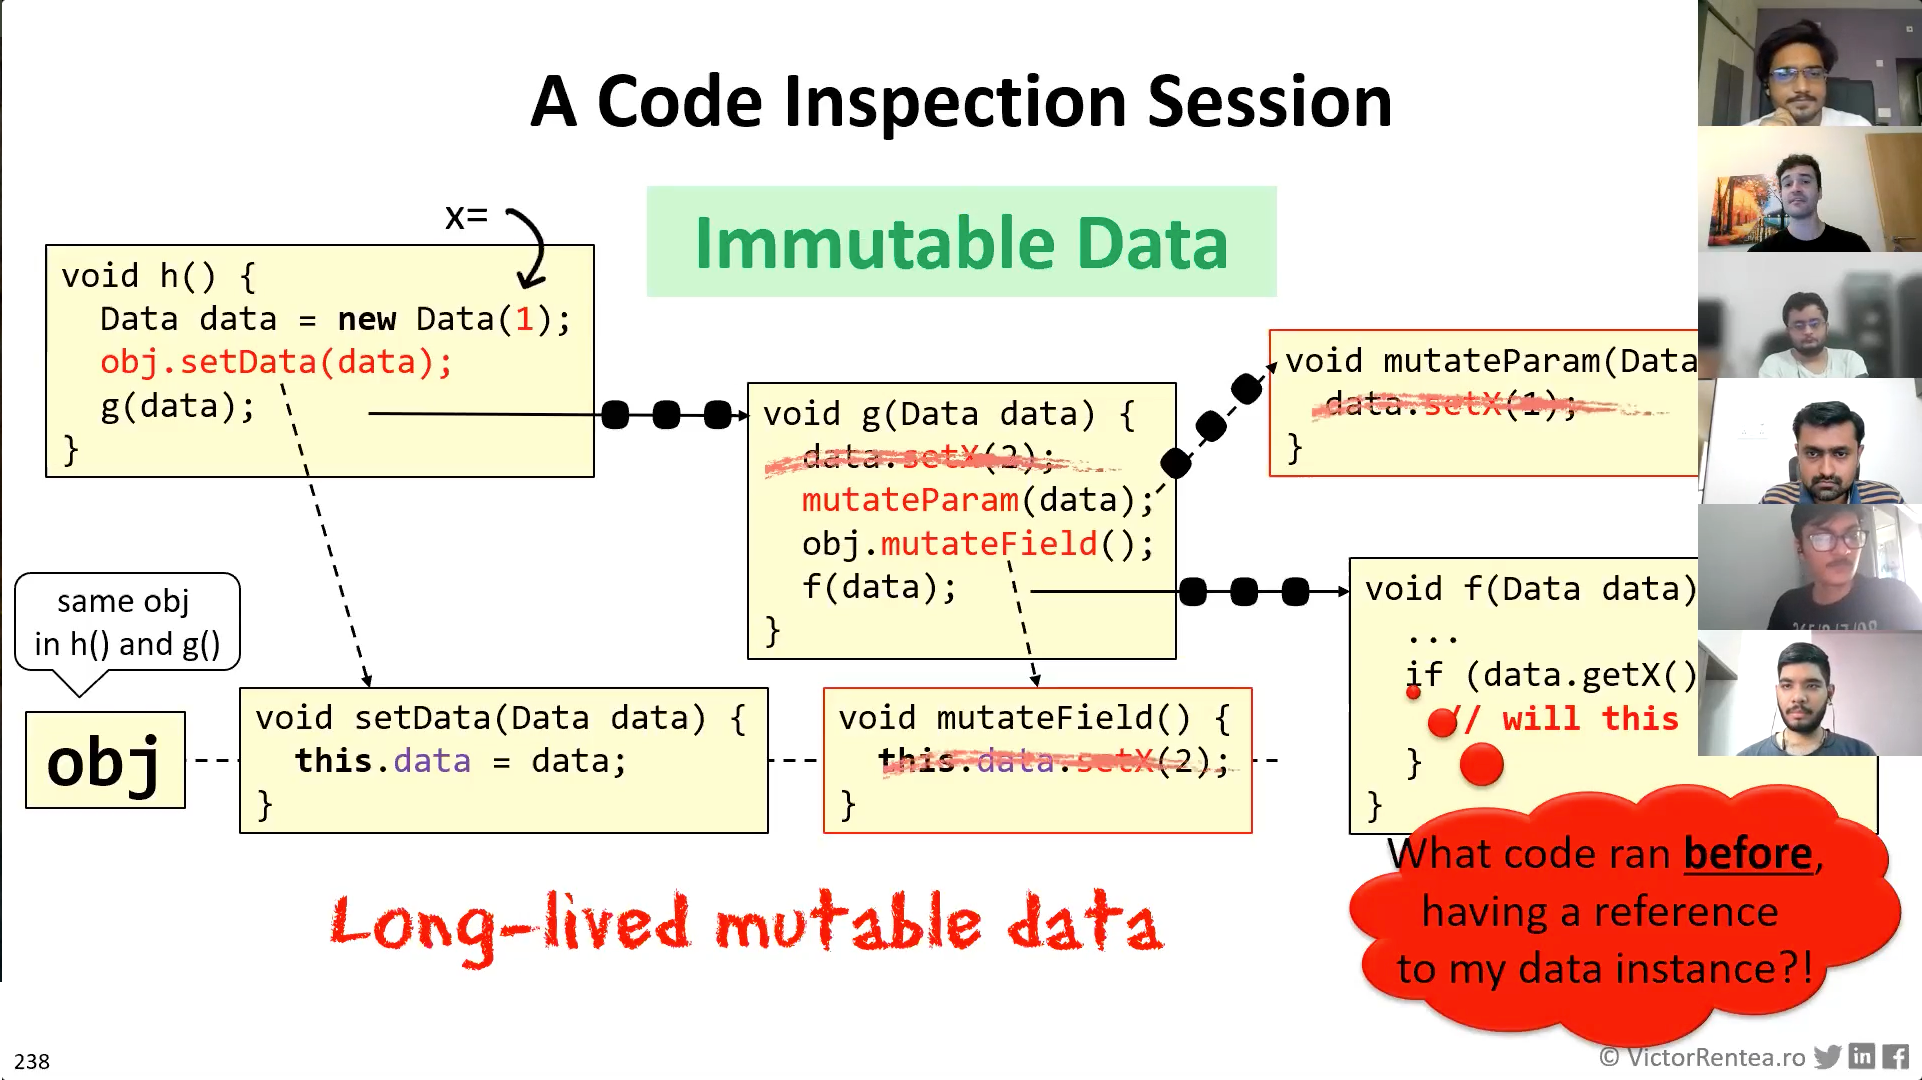 A Code Inspection Session
Immutable Data
x=
void h() {
Data data = new Data(1);
obj.setData(data);
g(data);
}
void g(Data data) {
data.setX(2);
mutateParam(data);
obj.mutateField();
f(data);
}
void mutateParam(Data
data.setX(1);
}
void f(Data data)
...
if (data.getX()
// will this
}
}
same obj
in h() and g()
obj
void setData(Data data) {
this.data = data;
}
void mutateField() {
this.data.setX(2);
}
Long-lived mutable data
What code ran before,
having a reference
to my data instance?!
238
© VictorRentea.ro